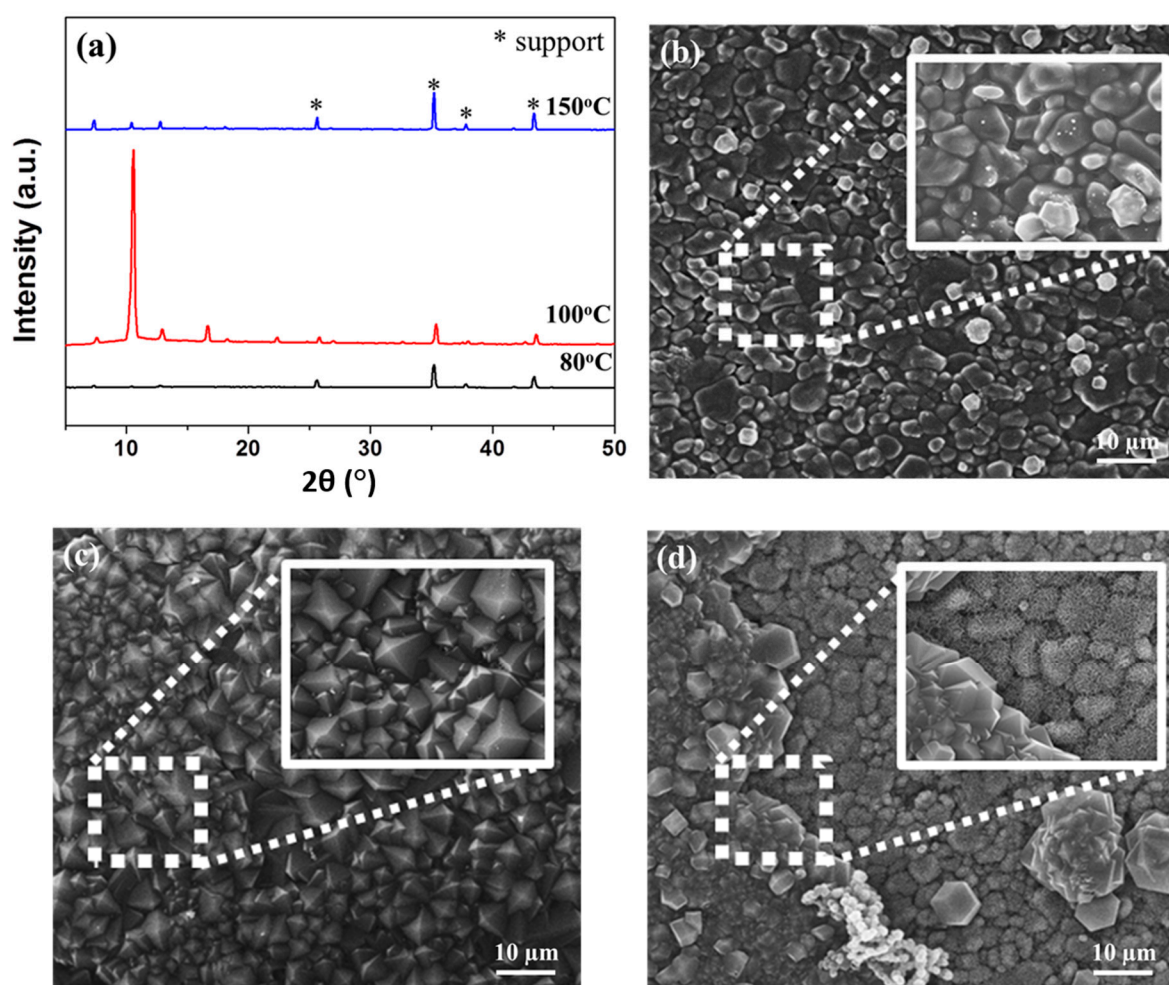 (a)
* support
* * * *
150°C
100°C
80°C
Intensity (a.u.)
10 20 30 40 50
2θ (°)
(b)
10 µm
(c)
10 µm
(d)
10 µm